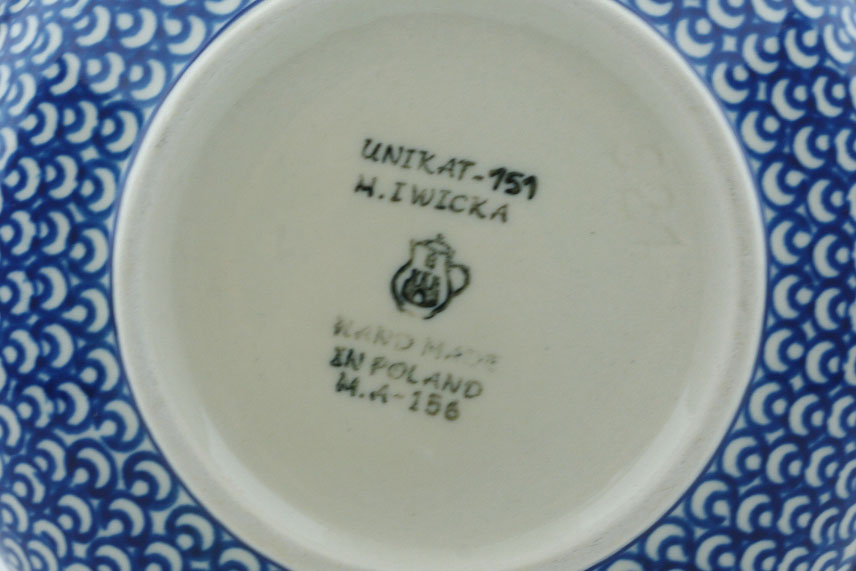 UNIKAT-151
H.IWICKA
HAND MADE
IN POLAND
M.A-156